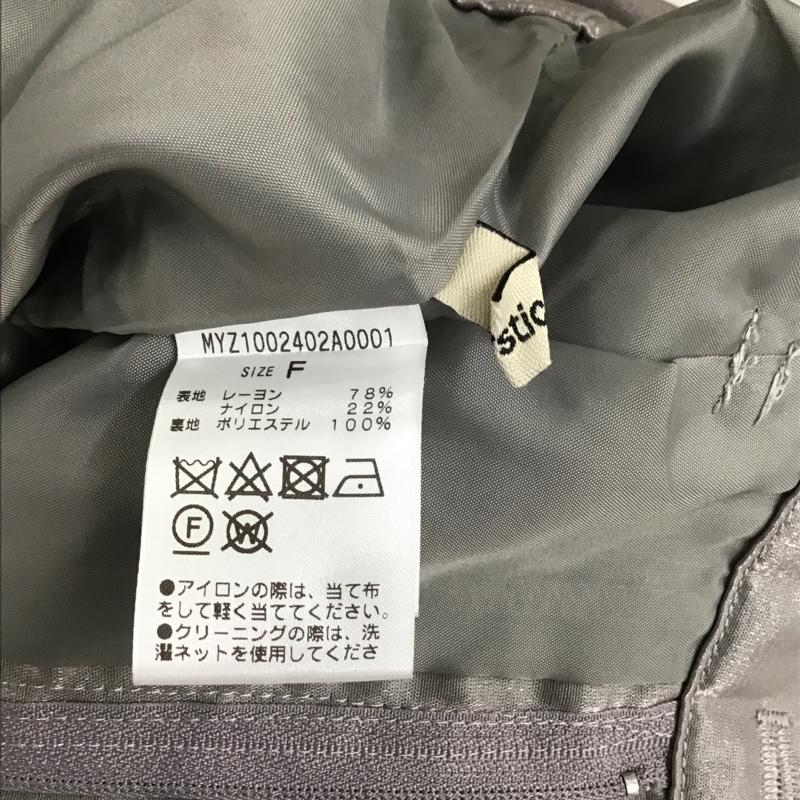 MYZ1002402A0001
SIZE F
表地 レーヨン 78%
ナイロン 22%
裏地 ポリエステル 100%
F
W
●アイロンの際は、当て布
をして軽く当ててください。
●クリーニングの際は、洗
濯ネットを使用してくださ
stic